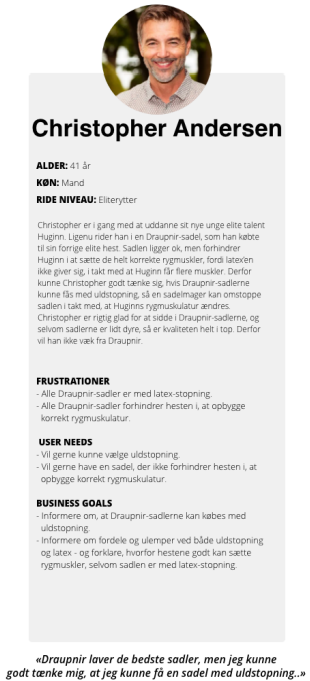 Christopher Andersen
ALDER: 41 år
KØN: Mand
RIDE NIVEAU: Eliterytter
Christopher er i gang med at uddanne sit nye unge elite talent
Huginn. Ligenu rider han i en Draupnir-sadel, som han købte
til sin forrige elite hest. Sadlen ligger ok, men forhindrer
Huginn i at sætte de helt korrekte rygmuskler, fordi latex'en
ikke giver sig, i takt med at Huginn får flere muskler. Derfor
kunne Christopher godt tænke sig, hvis Draupnir-sadlerne
kunne fås med uldstopning, så en sadelmager kan omstoppe
sadlen i takt med, at Huginns rygmuskulatur ændres.
Christopher er rigtig glad for at sidde i Draupnir-sadlerne, og
selvom sadlerne er lidt dyre, så er kvaliteten helt i top. Derfor
vil han ikke væk fra Draupnir.
FRUSTRATIONER
- Alle Draupnir-sadler er med latex-stopning.
- Alle Draupnir-sadler forhindrer hesten i, at opbygge
korrekt rygmuskulatur.
USER NEEDS
- Vil gerne kunne vælge uldstopning.
- Vil gerne have en sadel, der ikke forhindrer hesten i, at
opbygge korrekt rygmuskulatur.
BUSINESS GOALS
- Informere om, at Draupnir-sadlerne kan købes med
uldstopning.
- Informere om fordele og ulemper ved både uldstopning
og latex - og forklare, hvorfor hestene godt kan sætte
rygmuskler, selvom sadlen er med latex-stopning.
«Draupnir laver de bedste sadler, men jeg kunne
godt tænke mig, at jeg kunne få en sadel med uldstopning..»